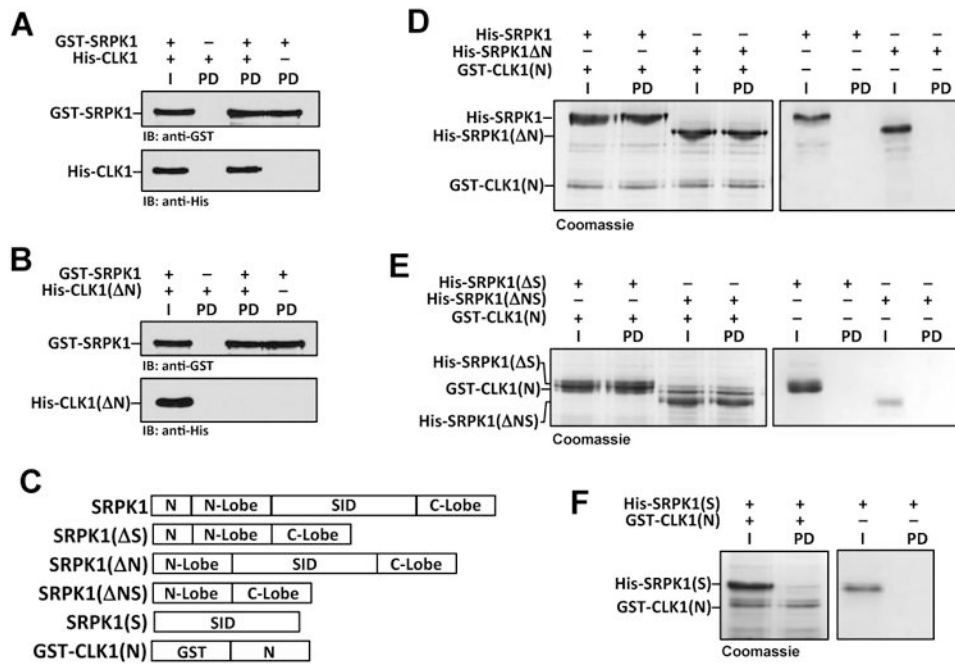 A
GST-SRPK1 + – + +
His-CLK1 + + + –
I PD PD PD
GST-SRPK1
IB: anti-GST
His-CLK1
IB: anti-His
B
GST-SRPK1 + – + +
His-CLK1(ΔN) + + + –
I PD PD PD
GST-SRPK1
IB: anti-GST
His-CLK1(ΔN)
IB: anti-His
C
SRPK1 N N-Lobe SID C-Lobe
SRPK1(ΔS) N N-Lobe C-Lobe
SRPK1(ΔN) N-Lobe SID C-Lobe
SRPK1(ΔNS) N-Lobe C-Lobe
SRPK1(S) SID
GST-CLK1(N) GST N
D
His-SRPK1 + + – – + + – –
His-SRPK1ΔN – – + + – – + +
GST-CLK1(N) + + + + – – – –
I PD I PD I PD I PD
His-SRPK1
His-SRPK1(ΔN)
GST-CLK1(N)
Coomassie
E
His-SRPK1(ΔS) + + – – + + – –
His-SRPK1(ΔNS) – – + + – – + +
GST-CLK1(N) + + + + – – – –
I PD I PD I PD I PD
His-SRPK1(ΔS)
GST-CLK1(N)
His-SRPK1(ΔNS)
Coomassie
F
His-SRPK1(S) + + + +
GST-CLK1(N) + + – –
I PD I PD
His-SRPK1(S)
GST-CLK1(N)
Coomassie